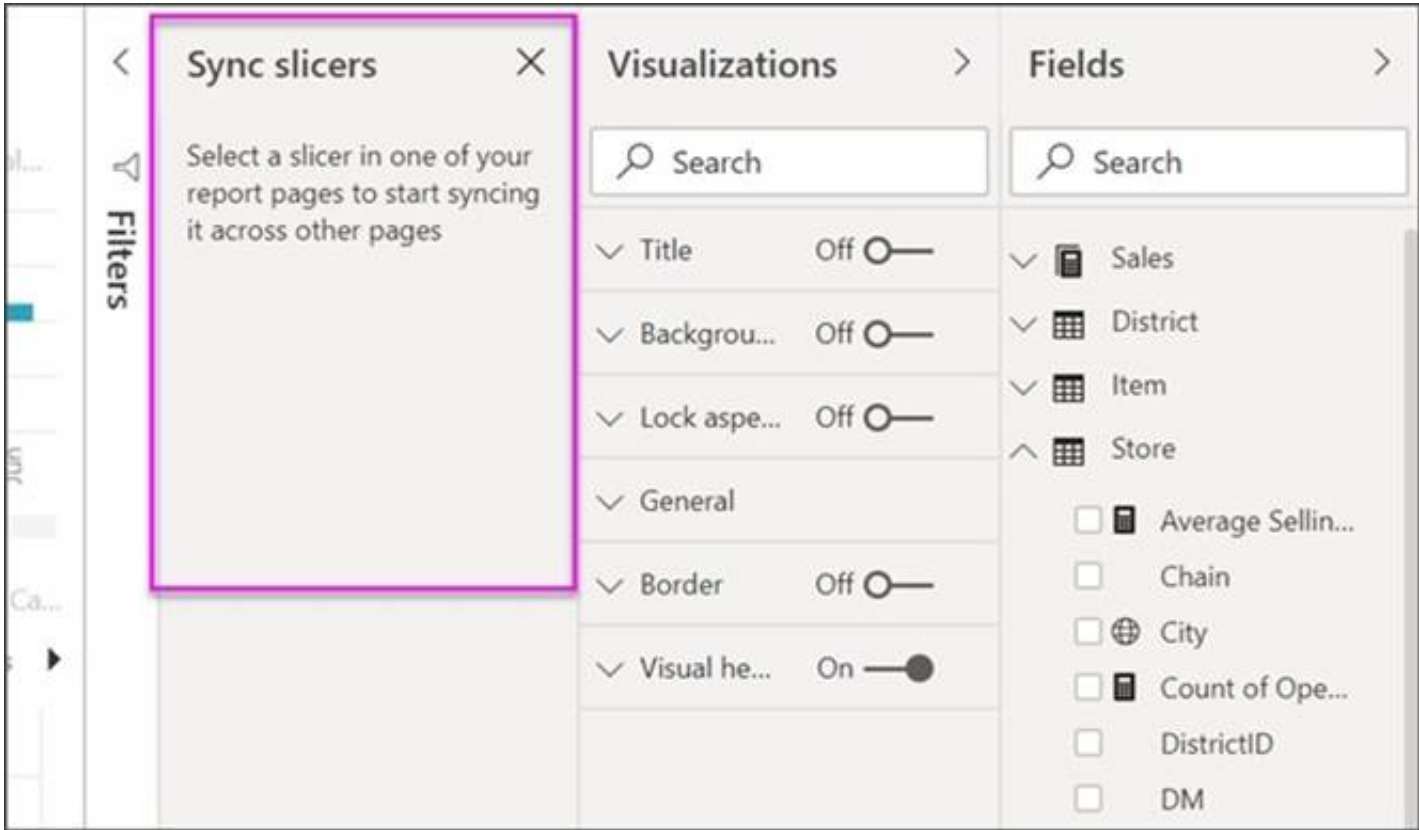 Sync slicers
Select a slicer in one of your
report pages to start syncing
it across other pages
Filters
Visualizations
Search
Title Off
Backgrou... Off
Lock aspe... Off
General
Border Off
Visual he... On
Fields
Search
Sales
District
Item
Store
Average Sellin...
Chain
City
Count of Ope...
DistrictID
DM
Ca...